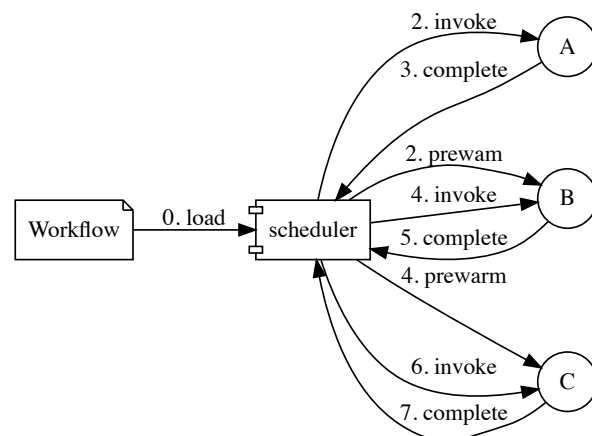 2. invoke
A
3. complete
2. prewam
B
4. invoke
Workflow
0. load
scheduler
5. complete
4. prewarm
6. invoke
C
7. complete